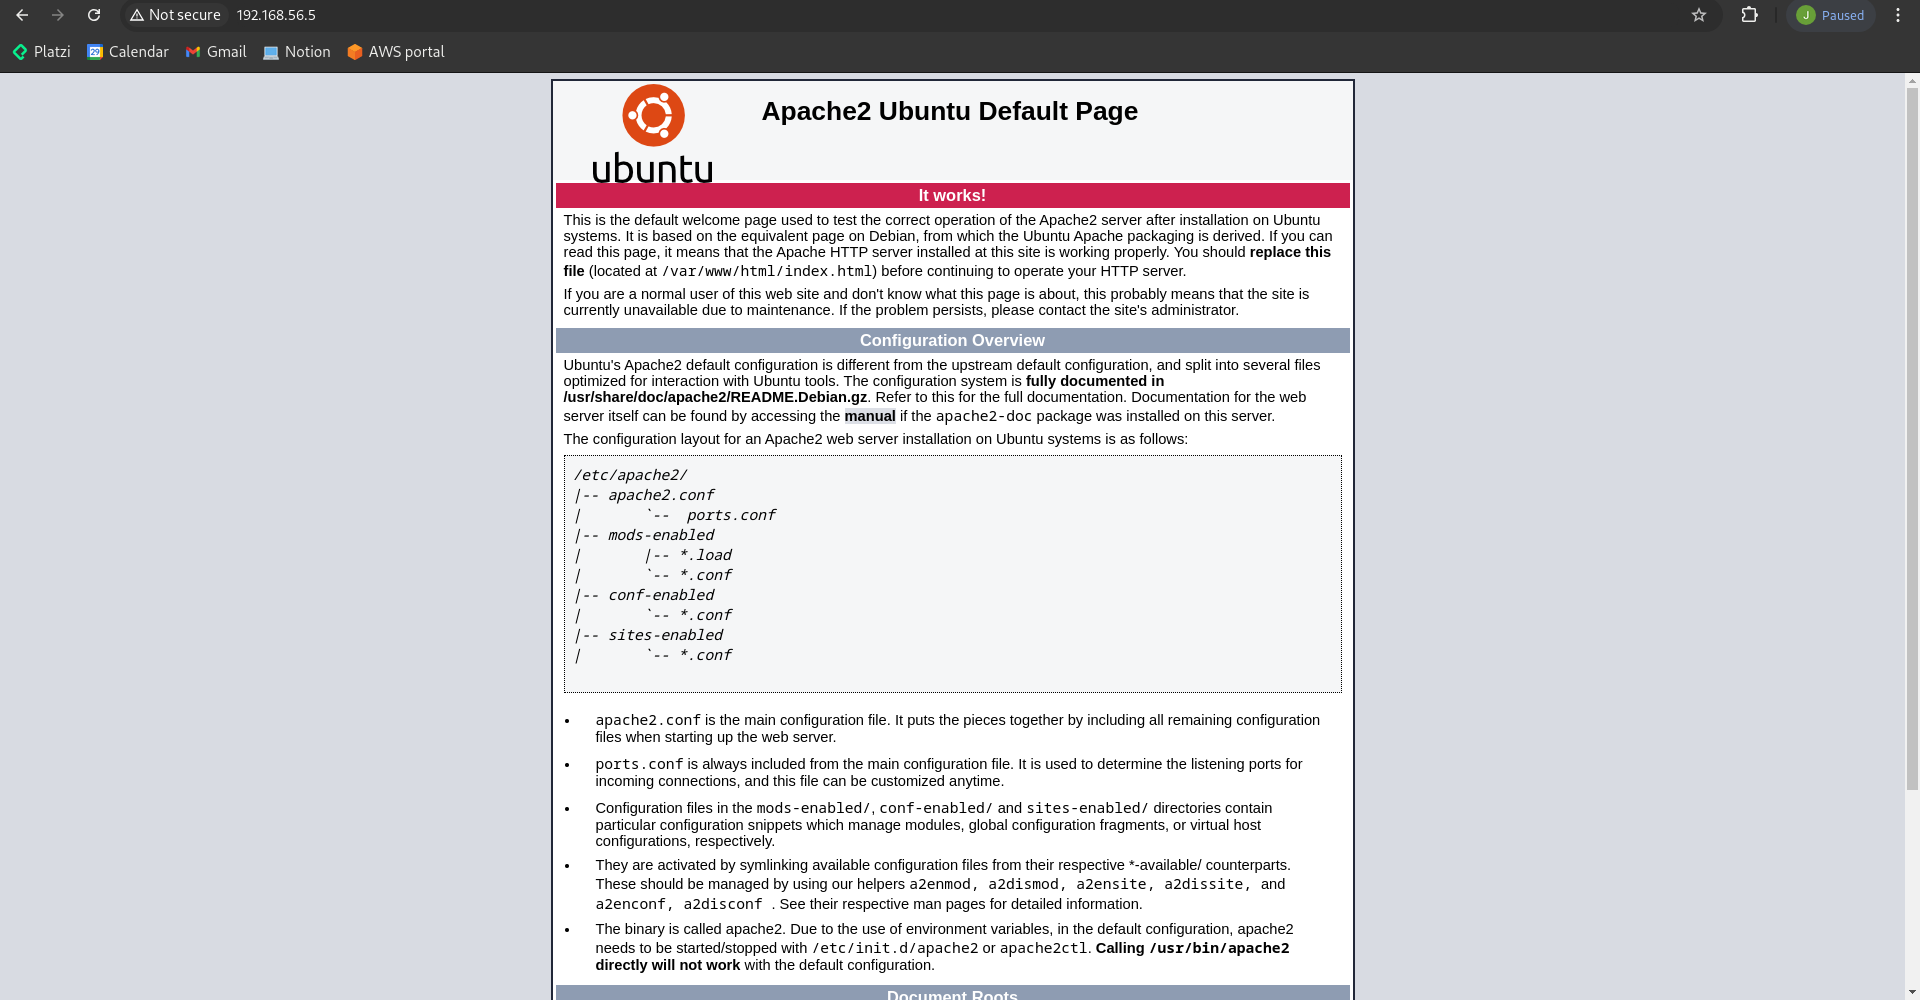 Not secure 192.168.56.5
J Paused
Platzi Calendar Gmail Notion AWS portal
ubuntu
Apache2 Ubuntu Default Page
It works!
This is the default welcome page used to test the correct operation of the Apache2 server after installation on Ubuntu
systems. It is based on the equivalent page on Debian, from which the Ubuntu Apache packaging is derived. If you can
read this page, it means that the Apache HTTP server installed at this site is working properly. You should replace this
file (located at /var/www/html/index.html) before continuing to operate your HTTP server.
If you are a normal user of this web site and don't know what this page is about, this probably means that the site is
currently unavailable due to maintenance. If the problem persists, please contact the site's administrator.
Configuration Overview
Ubuntu's Apache2 default configuration is different from the upstream default configuration, and split into several files
optimized for interaction with Ubuntu tools. The configuration system is fully documented in
/usr/share/doc/apache2/README.Debian.gz. Refer to this for the full documentation. Documentation for the web
server itself can be found by accessing the manual if the apache2-doc package was installed on this server.
The configuration layout for an Apache2 web server installation on Ubuntu systems is as follows:
/etc/apache2/
|-- apache2.conf
|       `--  ports.conf
|-- mods-enabled
|       |-- *.load
|       `-- *.conf
|-- conf-enabled
|       `-- *.conf
|-- sites-enabled
|       `-- *.conf
• apache2.conf is the main configuration file. It puts the pieces together by including all remaining configuration
files when starting up the web server.
• ports.conf is always included from the main configuration file. It is used to determine the listening ports for
incoming connections, and this file can be customized anytime.
• Configuration files in the mods-enabled/, conf-enabled/ and sites-enabled/ directories contain
particular configuration snippets which manage modules, global configuration fragments, or virtual host
configurations, respectively.
• They are activated by symlinking available configuration files from their respective *-available/ counterparts.
These should be managed by using our helpers a2enmod, a2dismod, a2ensite, a2dissite, and
a2enconf, a2disconf . See their respective man pages for detailed information.
• The binary is called apache2. Due to the use of environment variables, in the default configuration, apache2
needs to be started/stopped with /etc/init.d/apache2 or apache2ctl. Calling /usr/bin/apache2
directly will not work with the default configuration.
Document Roots